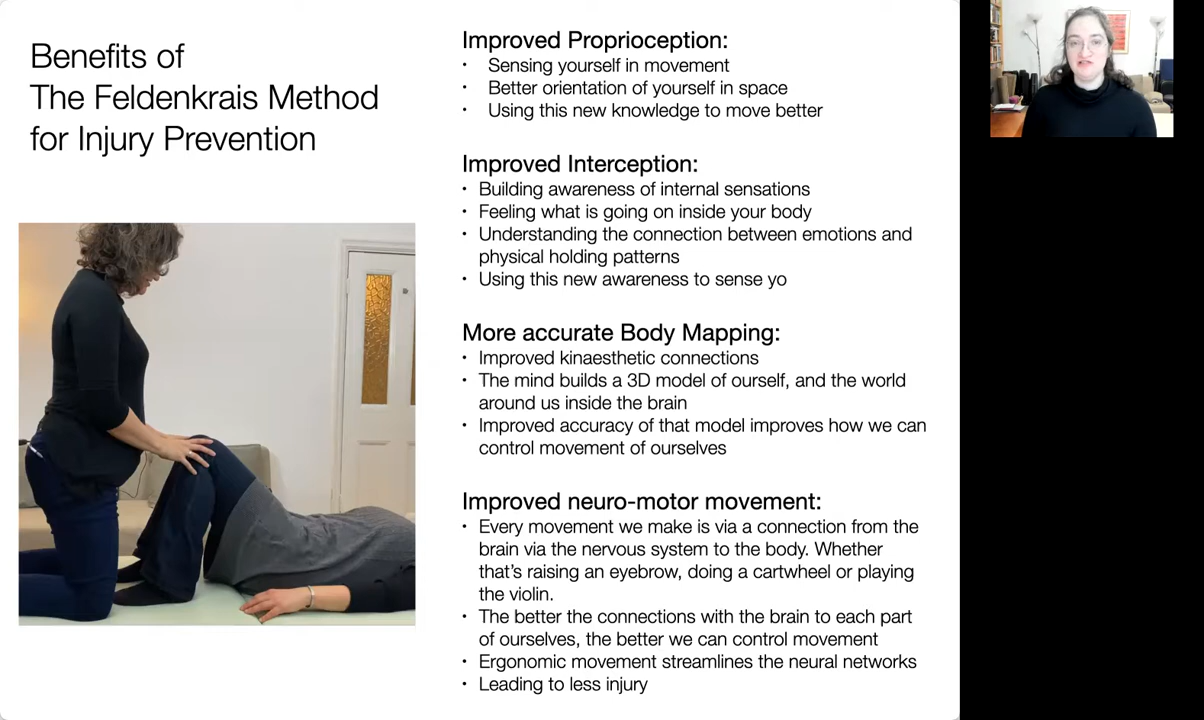 Benefits of
The Feldenkrais Method
for Injury Prevention
Improved Proprioception:
• Sensing yourself in movement
• Better orientation of yourself in space
• Using this new knowledge to move better
Improved Interception:
• Building awareness of internal sensations
• Feeling what is going on inside your body
• Understanding the connection between emotions and
physical holding patterns
• Using this new awareness to sense yo
More accurate Body Mapping:
• Improved kinaesthetic connections
• The mind builds a 3D model of ourself, and the world
around us inside the brain
• Improved accuracy of that model improves how we can
control movement of ourselves
Improved neuro-motor movement:
• Every movement we make is via a connection from the
brain via the nervous system to the body. Whether
that’s raising an eyebrow, doing a cartwheel or playing
the violin.
• The better the connections with the brain to each part
of ourselves, the better we can control movement
• Ergonomic movement streamlines the neural networks
• Leading to less injury